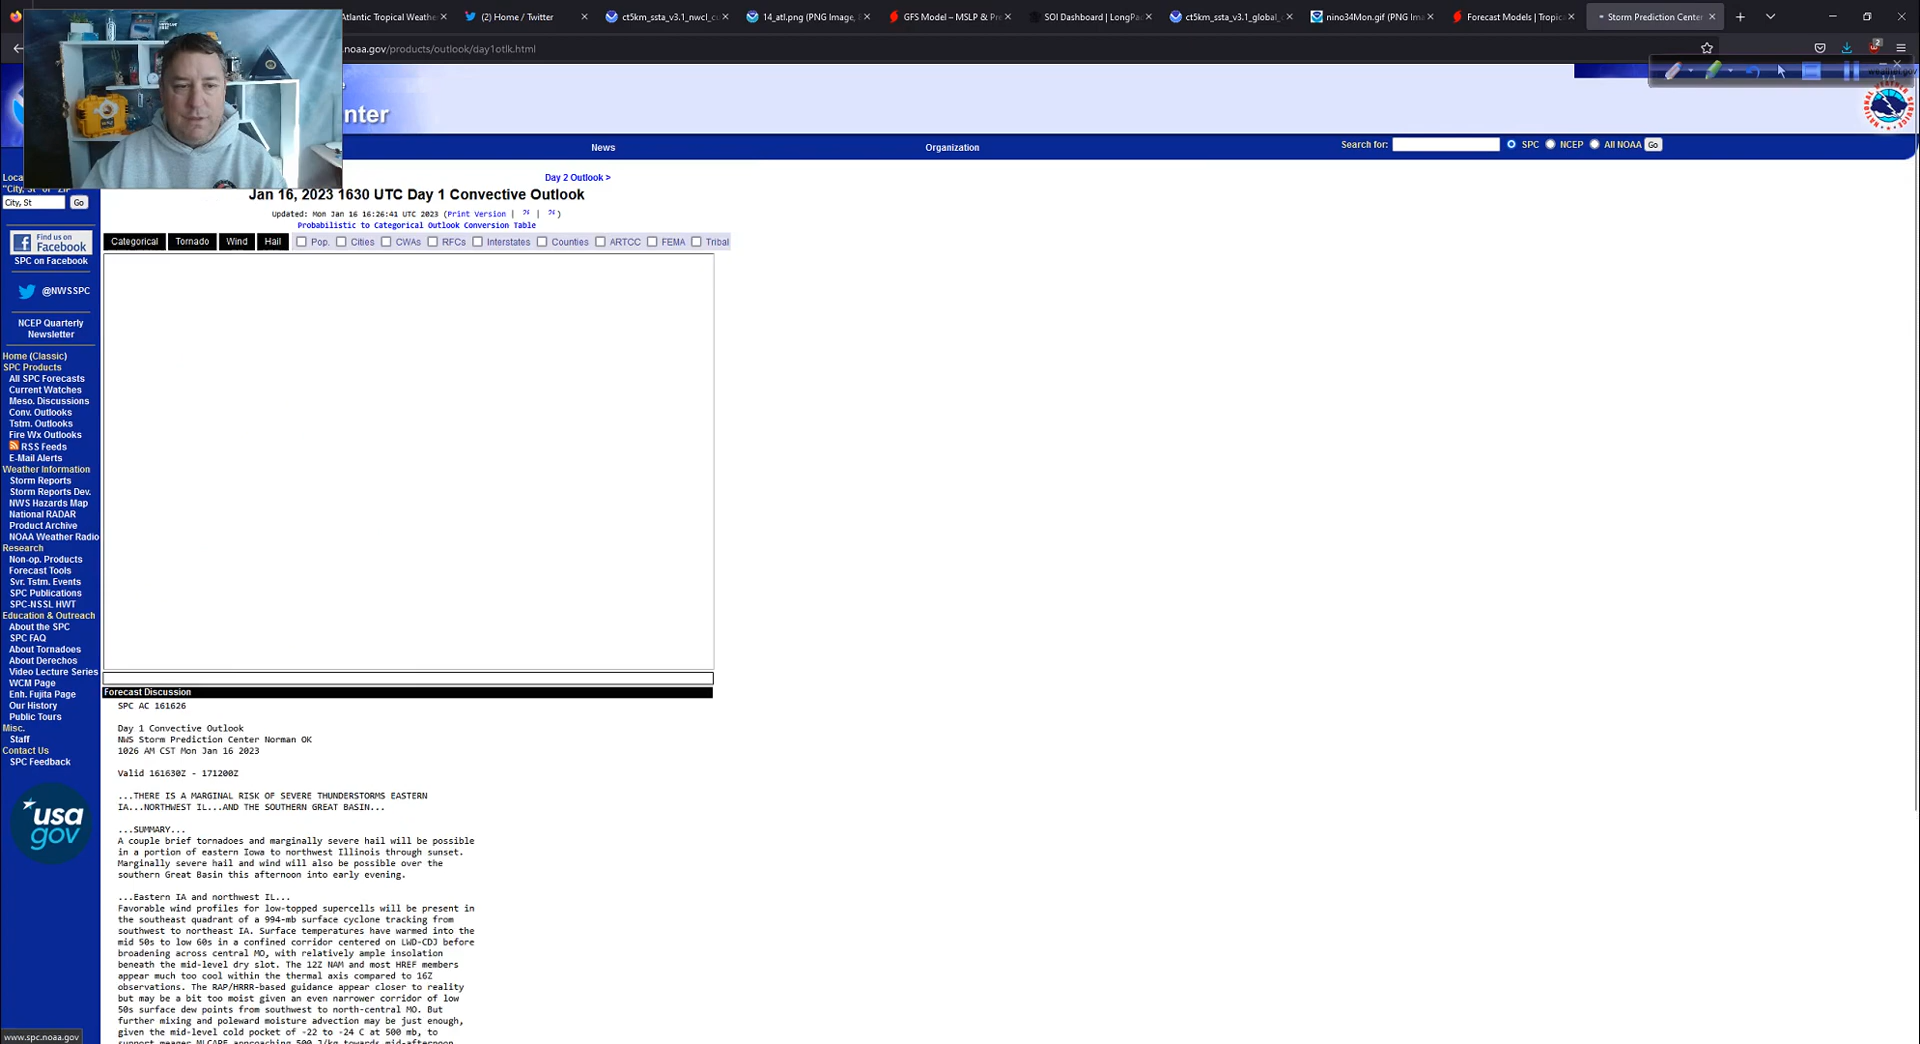 Atlantic Tropical Weathe
(2) Home / Twitter
ct5km_ssta_v3.1_nwcl_c
14_atl.png (PNG Image,
GFS Model – MSLP & Pr
SOI Dashboard | LongPac
ct5km_ssta_v3.1_global_c
nino34Mon.gif (PNG Ima
Forecast Models | Tropic
Storm Prediction Center
.noaa.gov/products/outlook/day1otlk.html
2
weather.gov
nter
News
Organization
Search for:
SPC
NCEP
All NOAA
Go
Day 2 Outlook >
Jan 16, 2023 1630 UTC Day 1 Convective Outlook
Updated: Mon Jan 16 16:26:41 UTC 2023 (Print Version | | )
Probabilistic to Categorical Outlook Conversion Table
Categorical
Tornado
Wind
Hail
Pop.
Cities
CWAs
RFCs
Interstates
Counties
ARTCC
FEMA
Tribal
Loca
"City, St" or "ZIP"
City, St
Go
Find us on
Facebook
SPC on Facebook
@NWSSPC
NCEP Quarterly
Newsletter
Home (Classic)
SPC Products
All SPC Forecasts
Current Watches
Meso. Discussions
Conv. Outlooks
Tstm. Outlooks
Fire Wx Outlooks
RSS Feeds
E-Mail Alerts
Weather Information
Storm Reports
Storm Reports Dev.
NWS Hazards Map
National RADAR
Product Archive
NOAA Weather Radio
Research
Non-op. Products
Forecast Tools
Svr. Tstm. Events
SPC Publications
SPC-NSSL HWT
Education & Outreach
About the SPC
SPC FAQ
About Tornadoes
About Derechos
Video Lecture Series
WCM Page
Enh. Fujita Page
Our History
Public Tours
Misc.
Staff
Contact Us
SPC Feedback
usa
gov
www.spc.noaa.gov
Forecast Discussion
SPC AC 161626
Day 1 Convective Outlook
NWS Storm Prediction Center Norman OK
1026 AM CST Mon Jan 16 2023
Valid 161630Z - 171200Z
...THERE IS A MARGINAL RISK OF SEVERE THUNDERSTORMS EASTERN
IA...NORTHWEST IL...AND THE SOUTHERN GREAT BASIN...
...SUMMARY...
A couple brief tornadoes and marginally severe hail will be possible
in a portion of eastern Iowa to northwest Illinois through sunset.
Marginally severe hail and wind will also be possible over the
southern Great Basin this afternoon into early evening.
...Eastern IA and northwest IL...
Favorable wind profiles for low-topped supercells will be present in
the southeast quadrant of a 994-mb surface cyclone tracking from
southwest to northeast IA. Surface temperatures have warmed into the
mid 50s to low 60s in a confined corridor centered on LWD-CDJ before
broadening across central MO, with relatively ample insolation
beneath the mid-level dry slot. The 12Z NAM and most HREF members
appear much too cool within the thermal axis compared to 16Z
observations. The RAP/HRRR-based guidance appear closer to reality
but may be a bit too moist given an even narrower corridor of low
50s surface dew points from southwest to north-central MO. But
further mixing and poleward moisture advection may be just enough,
given the mid-level cold pocket of -22 to -24 C at 500 mb, to
support meager MLCAPE approaching 500 J/kg towards mid-afternoon